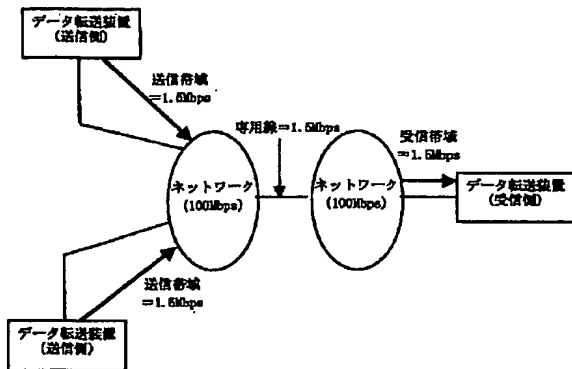 データ転送装置
(送信側)
送信帯域
＝1.5Mbps
専用線＝1.5Mbps
受信帯域
＝1.5Mbps
ネットワーク
(100Mbps)
ネットワーク
(100Mbps)
データ転送装置
(受信側)
送信帯域
＝1.5Mbps
データ転送装置
(送信側)